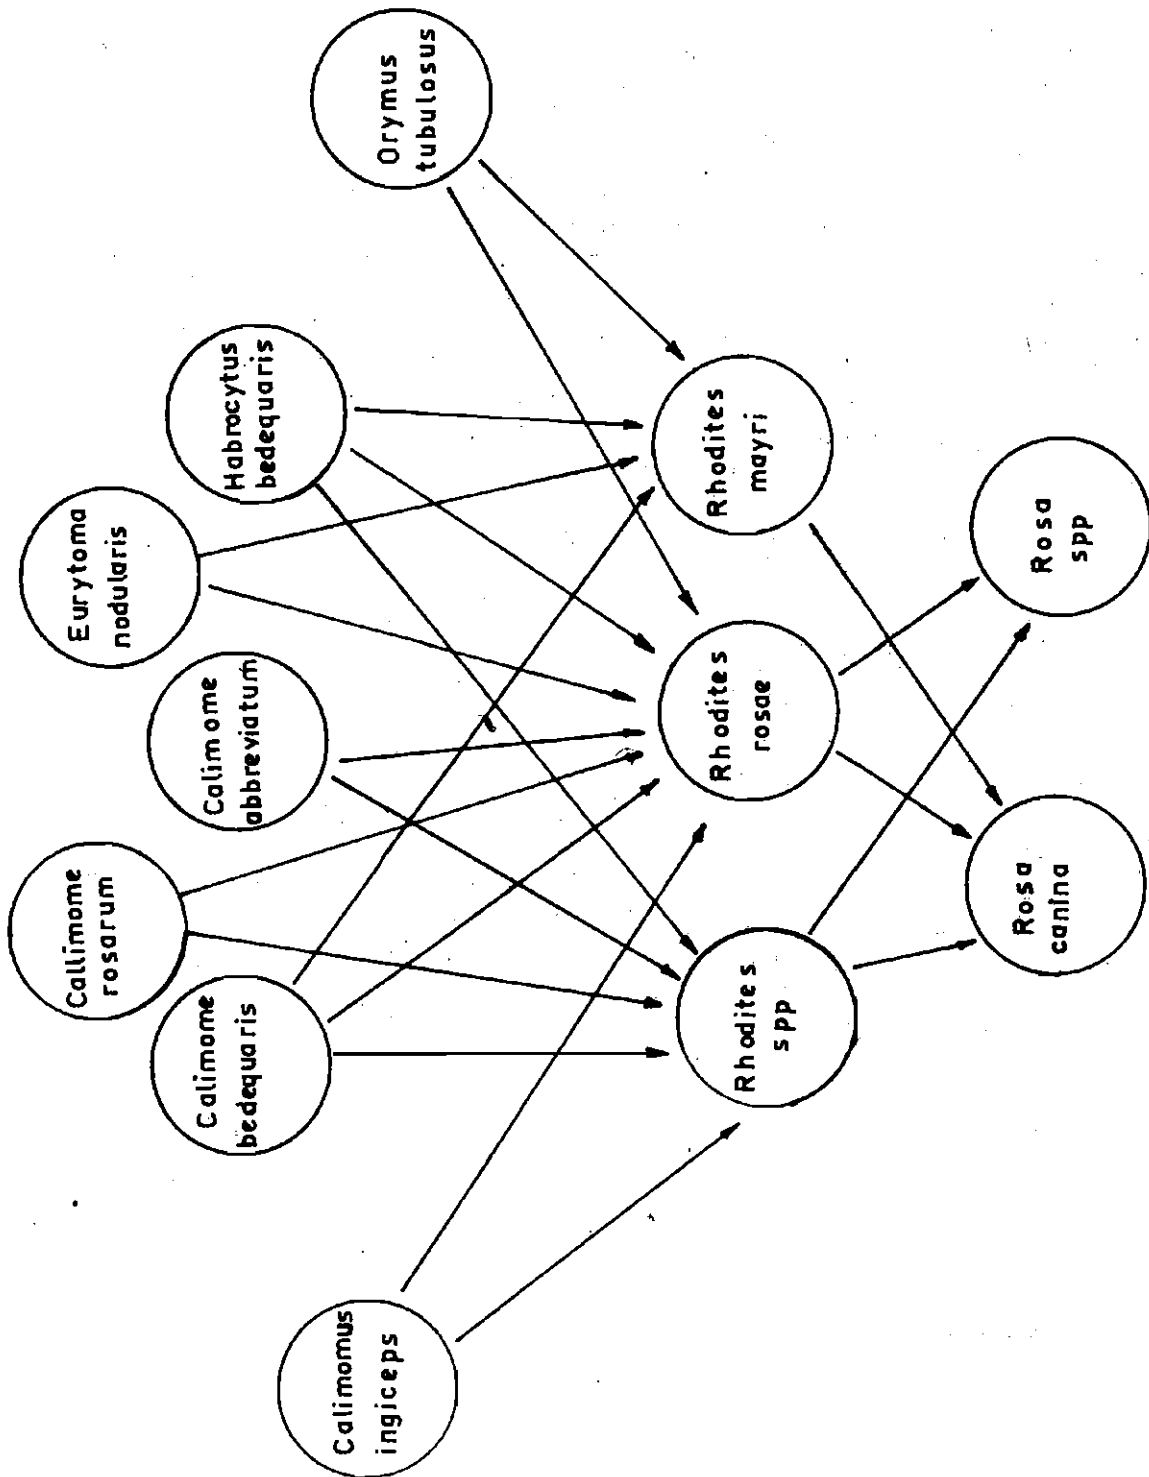 Calimomus
ingiceps
Calimome
bedequaris
Callimome
rosarum
Calimome
abbreviatum
Eurytoma
nodularis
Habrocytus
bedequaris
Orymus
tubulosus
Rhodites
spp
Rhodites
rosae
Rhodites
mayri
Rosa
canina
Rosa
spp